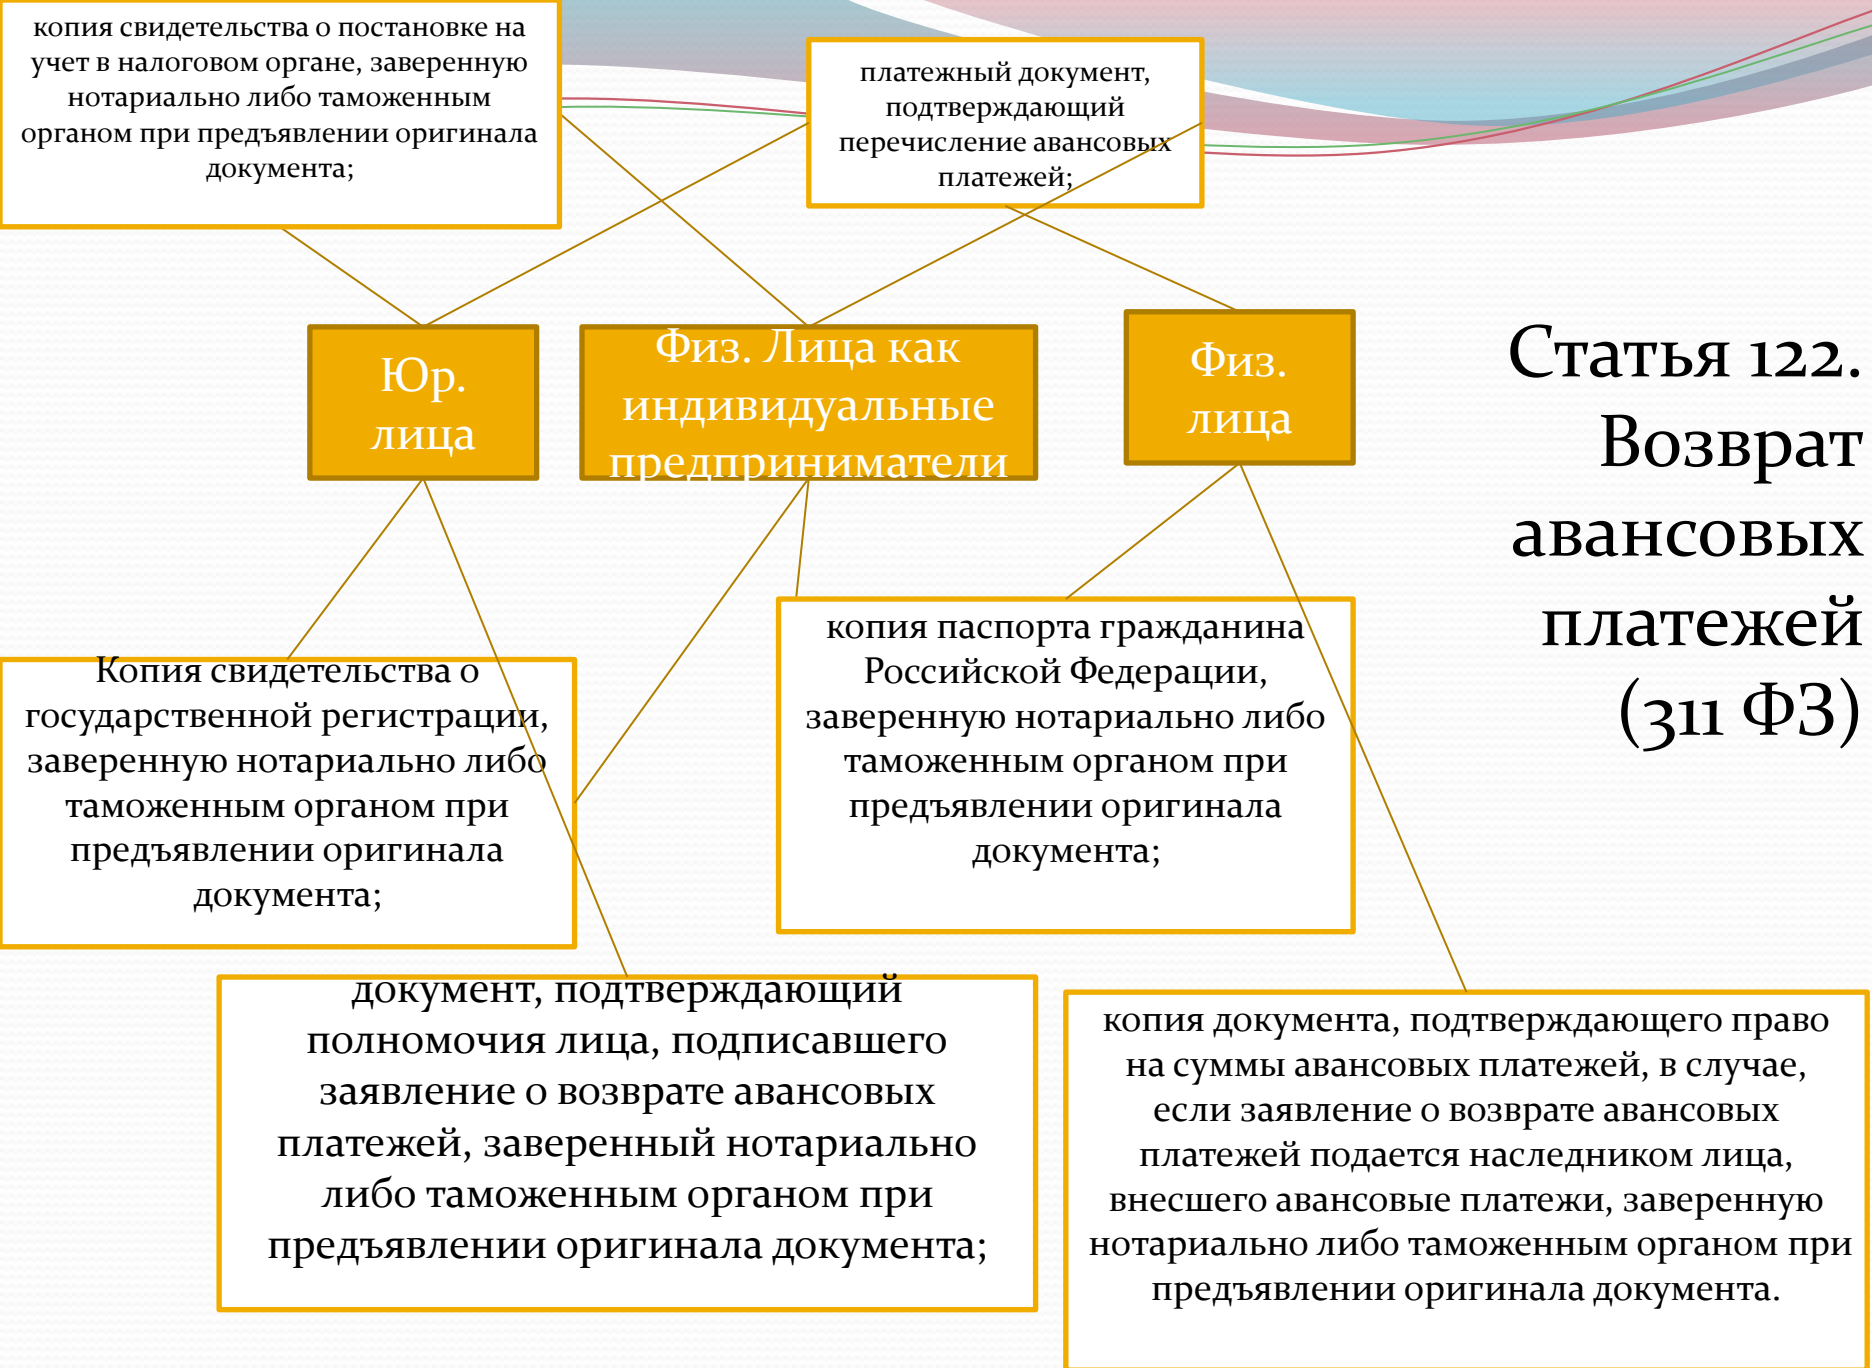 копия свидетельства о постановке на
учет в налоговом органе, заверенную
нотариально либо таможенным
органом при предъявлении оригинала
документа;
платежный документ,
подтверждающий
перечисление авансовых
платежей;
Юр.
лица
Физ. Лица как
индивидуальные
предприниматели
Физ.
лица
Статья 122.
Возврат
авансовых
платежей
(311 ФЗ)
Копия свидетельства о
государственной регистрации,
заверенную нотариально либо
таможенным органом при
предъявлении оригинала
документа;
копия паспорта гражданина
Российской Федерации,
заверенную нотариально либо
таможенным органом при
предъявлении оригинала
документа;
документ, подтверждающий
полномочия лица, подписавшего
заявление о возврате авансовых
платежей, заверенный нотариально
либо таможенным органом при
предъявлении оригинала документа;
копия документа, подтверждающего право
на суммы авансовых платежей, в случае,
если заявление о возврате авансовых
платежей подается наследником лица,
внесшего авансовые платежи, заверенную
нотариально либо таможенным органом при
предъявлении оригинала документа.